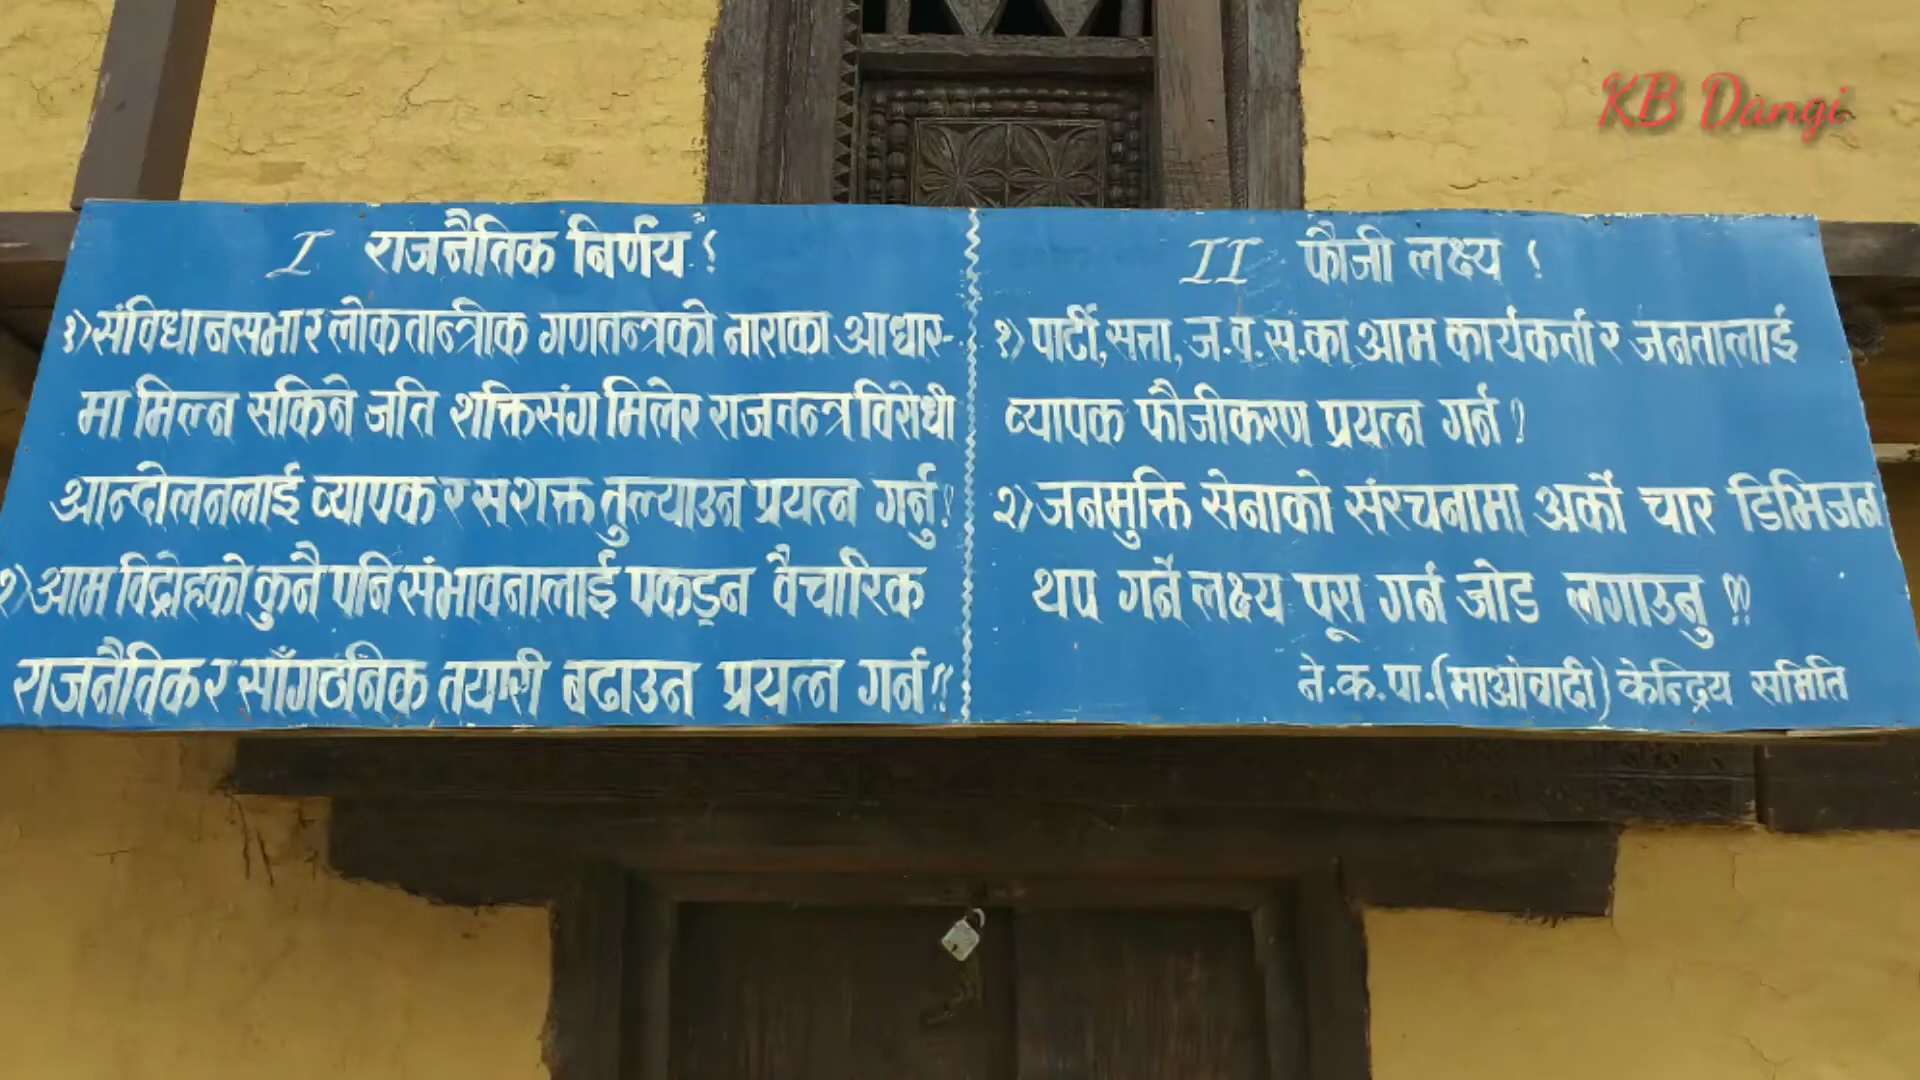 KB Dangi
I राजनैतिक निर्णय !
१) संविधानसभा र लोकतान्त्रीक गणतन्त्रको नाराका आधार-
मा मिल्न सकिने जति शक्तिसंग मिलेर राजतन्त्र विरोधी
आन्दोलनलाई व्यापक र सशक्त तुल्याउन प्रयत्न गर्नु !
२) आम विद्रोहको कुनै पनि संभावनालाई पकड्न वैचारिक
राजनैतिक र साँगठनिक तयारी बढाउन प्रयत्न गर्न !!
II फौजी लक्ष्य !
१) पार्टी, सत्ता, ज.व.स.का आम कार्यकर्ता र जनतालाई
व्यापक फौजीकरण प्रयत्न गर्न !
२) जनमुक्ति सेनाको संरचनामा अर्को चार डिभिजन
थप गर्ने लक्ष्य पूरा गर्न जोड लगाउनु !!
ने.क.पा.(माओवादी) केन्द्रिय समिति